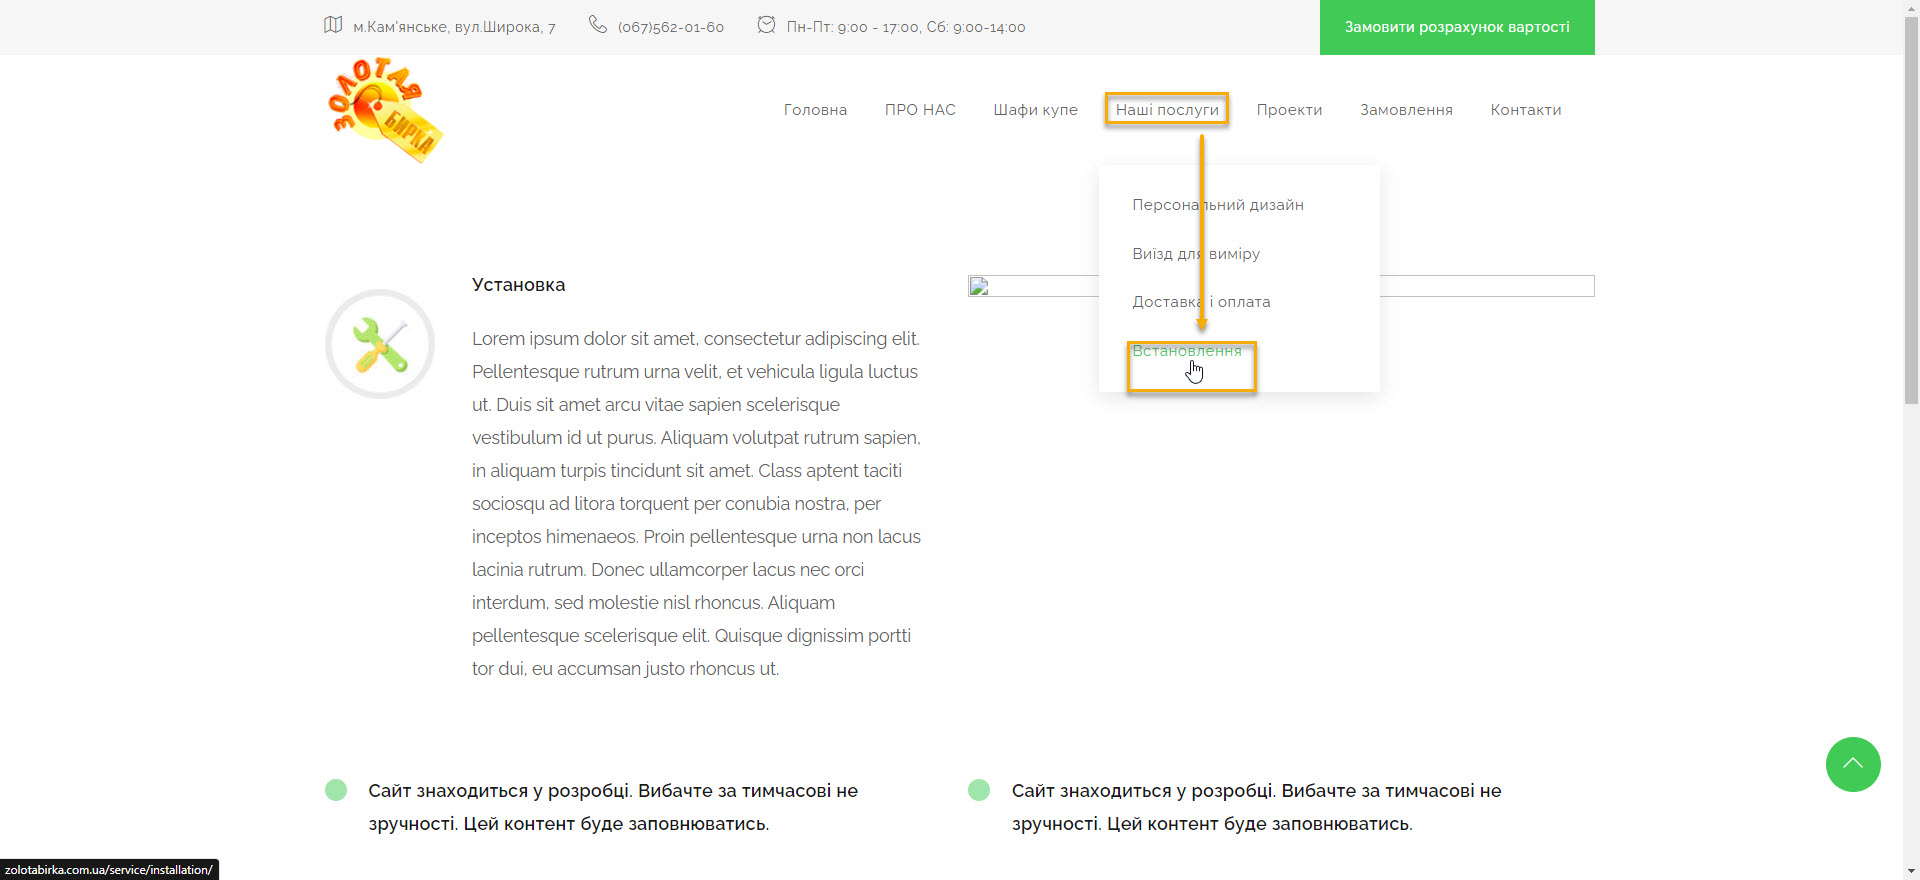 м.Кам'янське, вул.Широка, 7
(067)562-01-60
Пн-Пт: 9:00 - 17:00, Сб: 9:00-14:00
Замовити розрахунок вартості
ЗОЛОТАЯ
БИРКА
Головна
ПРО НАС
Шафи купе
Наші послуги
Проекти
Замовлення
Контакти
Персональний дизайн
Виїзд для виміру
Доставка і оплата
Встановлення
Установка
Lorem ipsum dolor sit amet, consectetur adipiscing elit.
Pellentesque rutrum urna velit, et vehicula ligula luctus
ut. Duis sit amet arcu vitae sapien scelerisque
vestibulum id ut purus. Aliquam volutpat rutrum sapien,
in aliquam turpis tincidunt sit amet. Class aptent taciti
sociosqu ad litora torquent per conubia nostra, per
inceptos himenaeos. Proin pellentesque urna non lacus
lacinia rutrum. Donec ullamcorper lacus nec orci
interdum, sed molestie nisl rhoncus. Aliquam
pellentesque scelerisque elit. Quisque dignissim portti
tor dui, eu accumsan justo rhoncus ut.
Сайт знаходиться у розробці. Вибачте за тимчасові не
зручності. Цей контент буде заповнюватись.
Сайт знаходиться у розробці. Вибачте за тимчасові не
зручності. Цей контент буде заповнюватись.
zolotabirka.com.ua/service/installation/